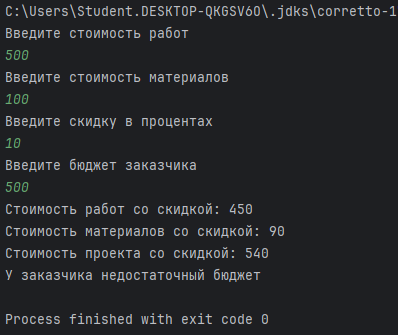 C:\Users\Student.DESKTOP-QKGSV6O\.jdks\corretto-1
Введите стоимость работ
500
Введите стоимость материалов
100
Введите скидку в процентах
10
Введите бюджет заказчика
500
Стоимость работ со скидкой: 450
Стоимость материалов со скидкой: 90
Стоимость проекта со скидкой: 540
У заказчика недостаточный бюджет
Process finished with exit code 0